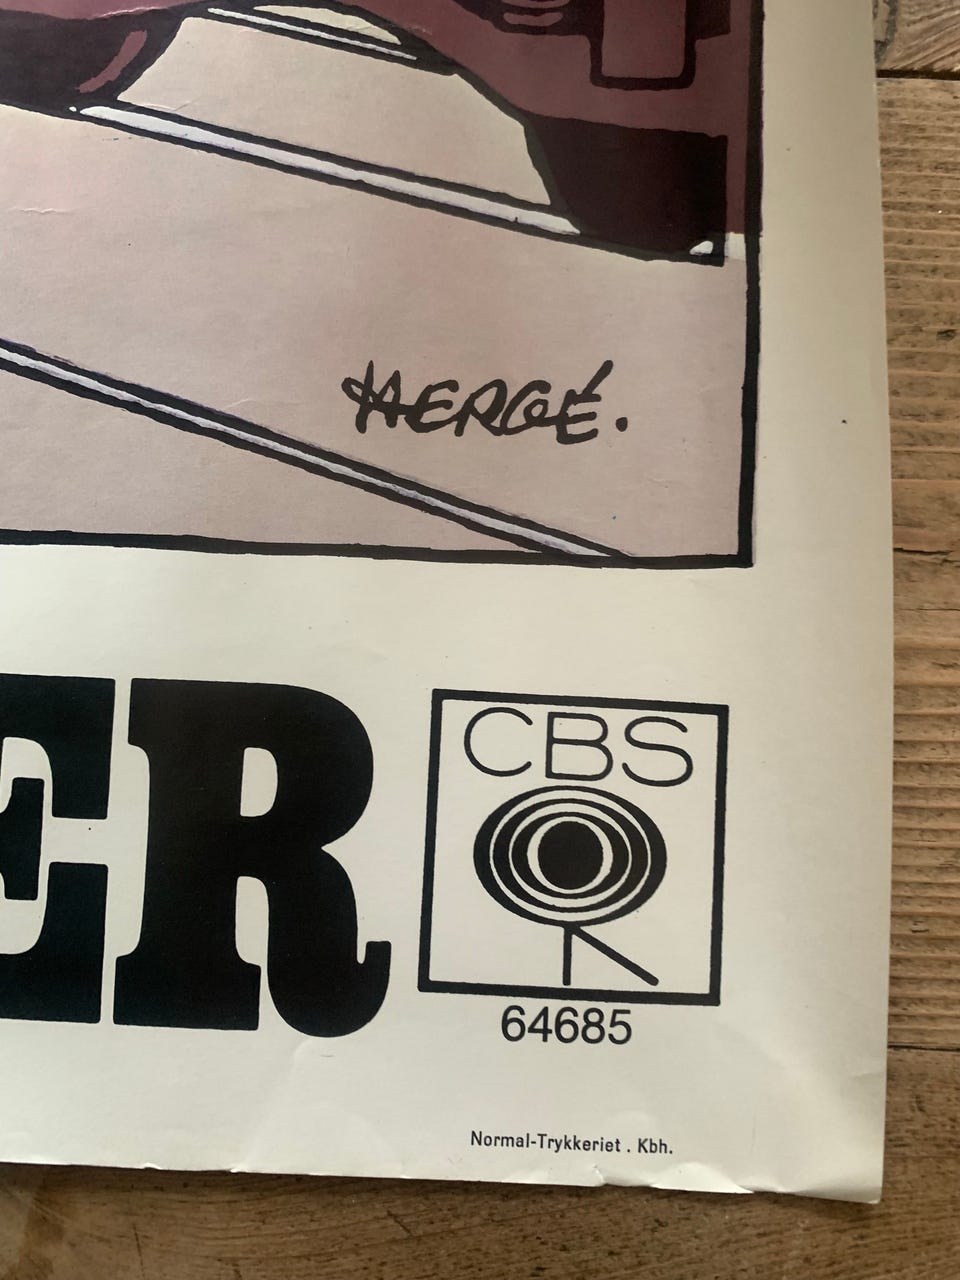 HERGÉ.
ER
CBS
64685
Normal-Trykkeriet . Kbh.